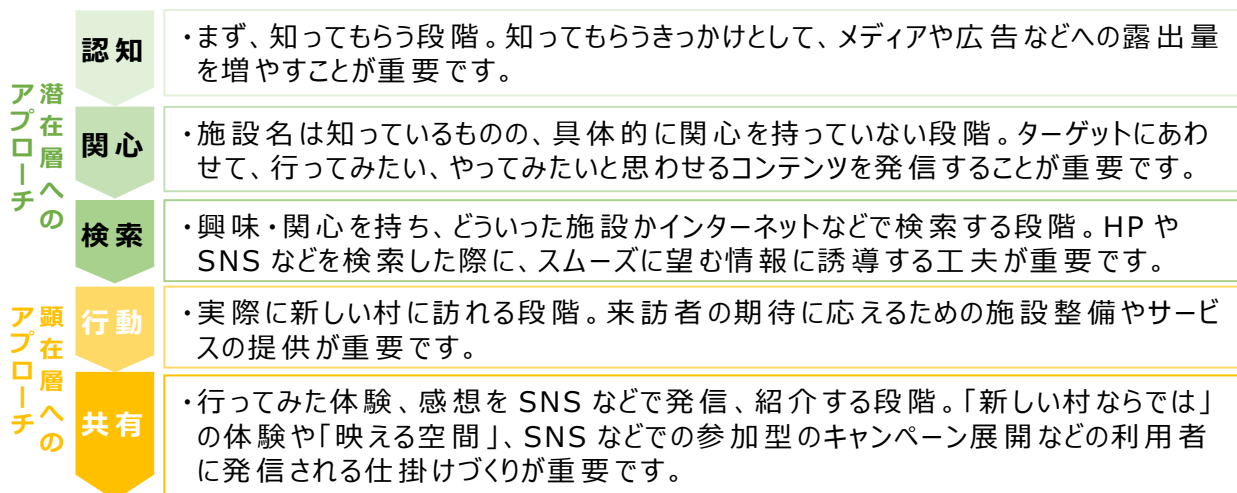 潜在層への
アプローチ
認知
・まず、知ってもらう段階。知ってもらうきっかけとして、メディアや広告などへの露出量
を増やすことが重要です。
関心
・施設名は知っているものの、具体的に関心を持っていない段階。ターゲットにあわ
せて、行ってみたい、やってみたいと思わせるコンテンツを発信することが重要です。
検索
・興味・関心を持ち、どういった施設かインターネットなどで検索する段階。HP や
SNS などを検索した際に、スムーズに望む情報に誘導する工夫が重要です。
顕在層への
アプローチ
行動
・実際に新しい村に訪れる段階。来訪者の期待に応えるための施設整備やサービ
スの提供が重要です。
共有
・行ってみた体験、感想を SNS などで発信、紹介する段階。「新しい村ならでは」
の体験や「映える空間」、SNS などでの参加型のキャンペーン展開などの利用者
に発信される仕掛けづくりが重要です。